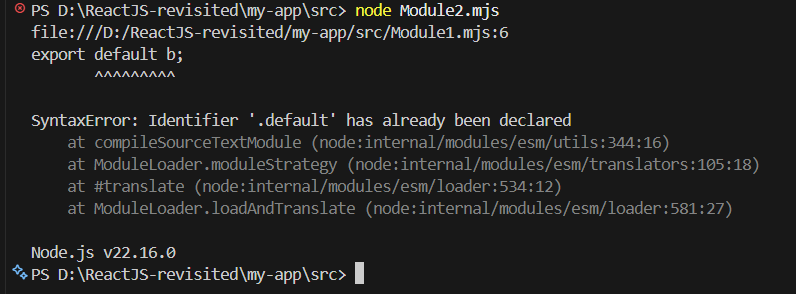 PS D:\ReactJS-revisited\my-app\src> node Module2.mjs
file:///D:/ReactJS-revisited/my-app/src/Module1.mjs:6
export default b;
       ^^^^^^^^^

SyntaxError: Identifier '.default' has already been declared
    at compileSourceTextModule (node:internal/modules/esm/utils:344:16)
    at ModuleLoader.moduleStrategy (node:internal/modules/esm/translators:105:18)
    at #translate (node:internal/modules/esm/loader:534:12)
    at ModuleLoader.loadAndTranslate (node:internal/modules/esm/loader:581:27)

Node.js v22.16.0
PS D:\ReactJS-revisited\my-app\src>